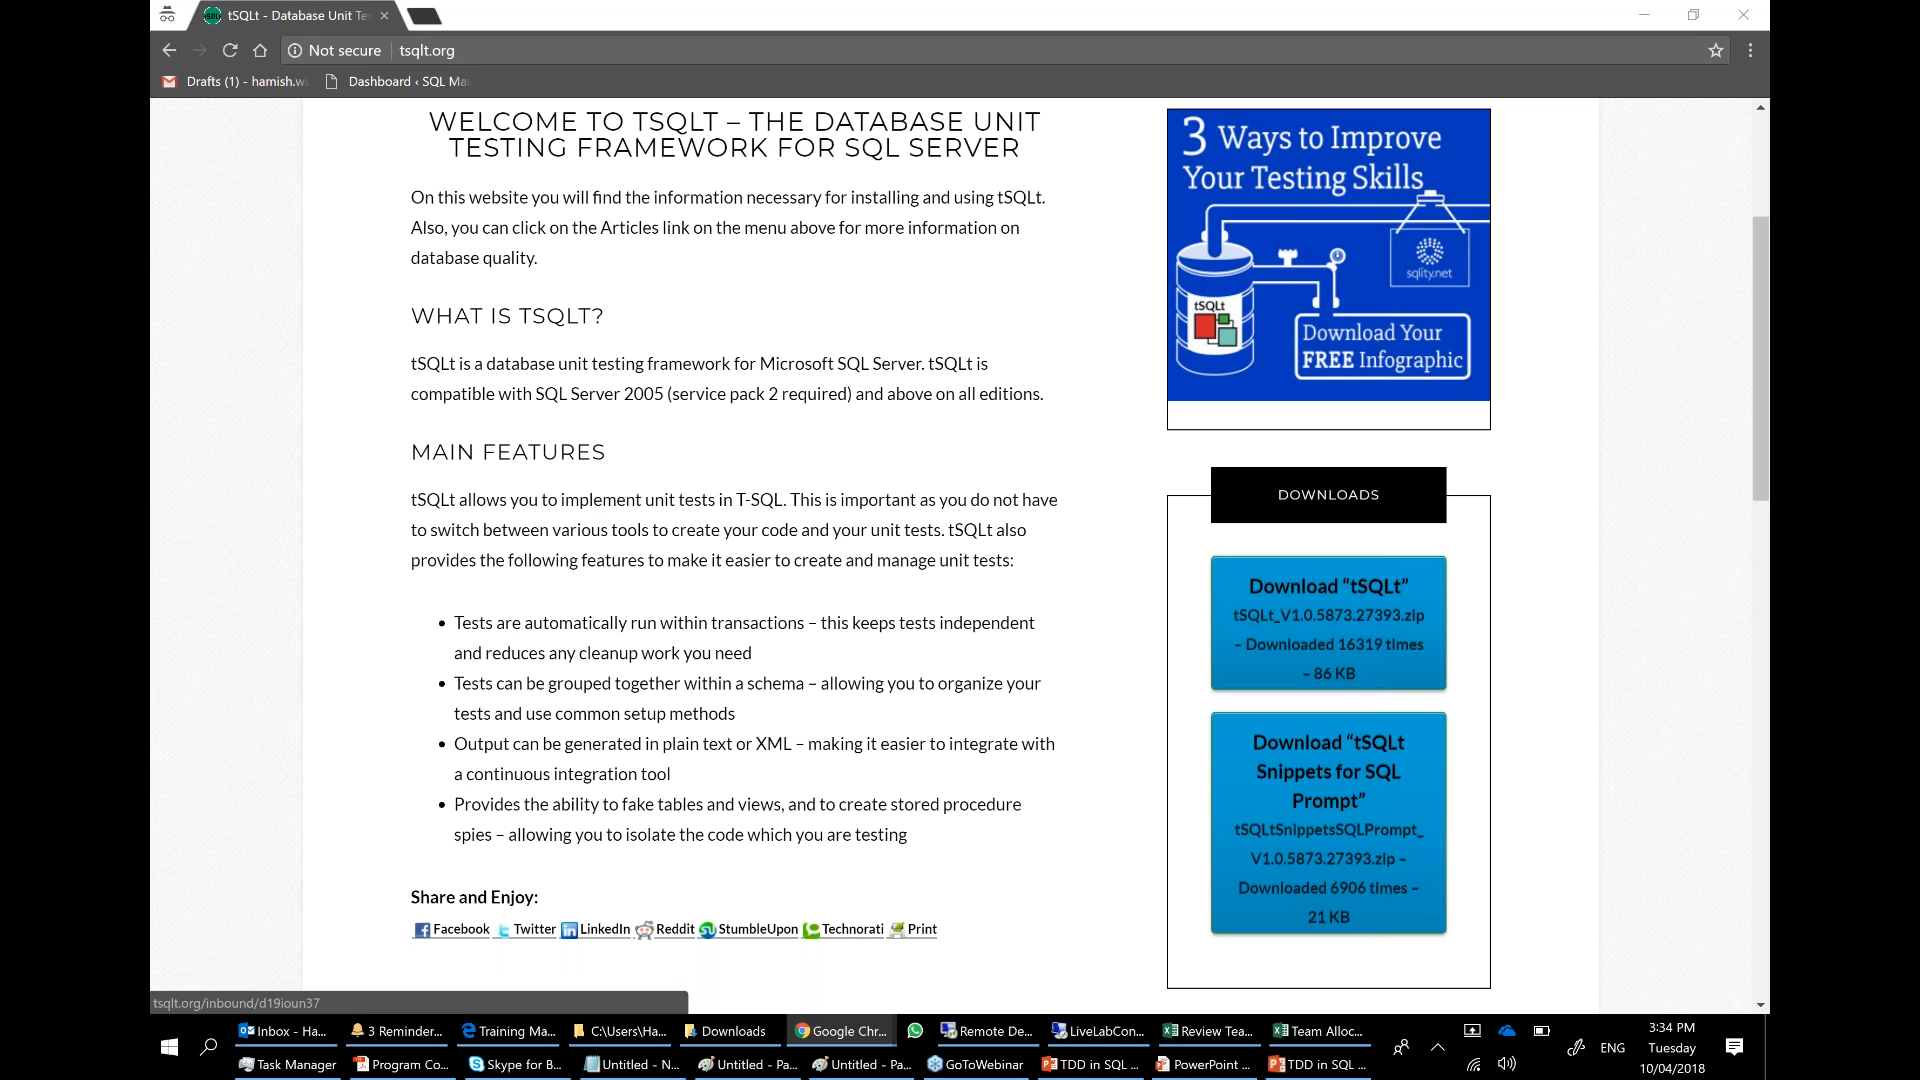 tSQLt - Database Unit Te
Not secure
tsqlt.org
Drafts (1) - hamish.w
Dashboard ‹ SQL Ma
WELCOME TO TSQLT – THE DATABASE UNIT
TESTING FRAMEWORK FOR SQL SERVER
On this website you will find the information necessary for installing and using tSQLt.
Also, you can click on the Articles link on the menu above for more information on
database quality.
WHAT IS TSQLT?
tSQLt is a database unit testing framework for Microsoft SQL Server. tSQLt is
compatible with SQL Server 2005 (service pack 2 required) and above on all editions.
MAIN FEATURES
tSQLt allows you to implement unit tests in T-SQL. This is important as you do not have
to switch between various tools to create your code and your unit tests. tSQLt also
provides the following features to make it easier to create and manage unit tests:
• Tests are automatically run within transactions – this keeps tests independent
and reduces any cleanup work you need
• Tests can be grouped together within a schema – allowing you to organize your
tests and use common setup methods
• Output can be generated in plain text or XML – making it easier to integrate with
a continuous integration tool
• Provides the ability to fake tables and views, and to create stored procedure
spies – allowing you to isolate the code which you are testing
Share and Enjoy:
Facebook Twitter LinkedIn Reddit StumbleUpon Technorati Print
3 Ways to Improve
Your Testing Skills
sqlity.net
tSQLt
Download Your
FREE Infographic
DOWNLOADS
Download “tSQLt”
tSQLt_V1.0.5873.27393.zip
– Downloaded 16319 times
– 86 KB
Download “tSQLt
Snippets for SQL
Prompt”
tSQLtSnippetsSQLPrompt_
V1.0.5873.27393.zip –
Downloaded 6906 times –
21 KB
tsqlt.org/inbound/d19ioun37
Inbox - Ha...
3 Reminder...
Training Ma...
C:\Users\Ha...
Downloads
Google Chr...
Remote De...
LiveLabCon...
Review Tea...
Team Alloc...
Task Manager
Program Co...
Skype for B...
Untitled - N...
Untitled - Pa...
Untitled - Pa...
GoToWebinar
TDD in SQL ...
PowerPoint ...
TDD in SQL ...
ENG
3:34 PM
Tuesday
10/04/2018